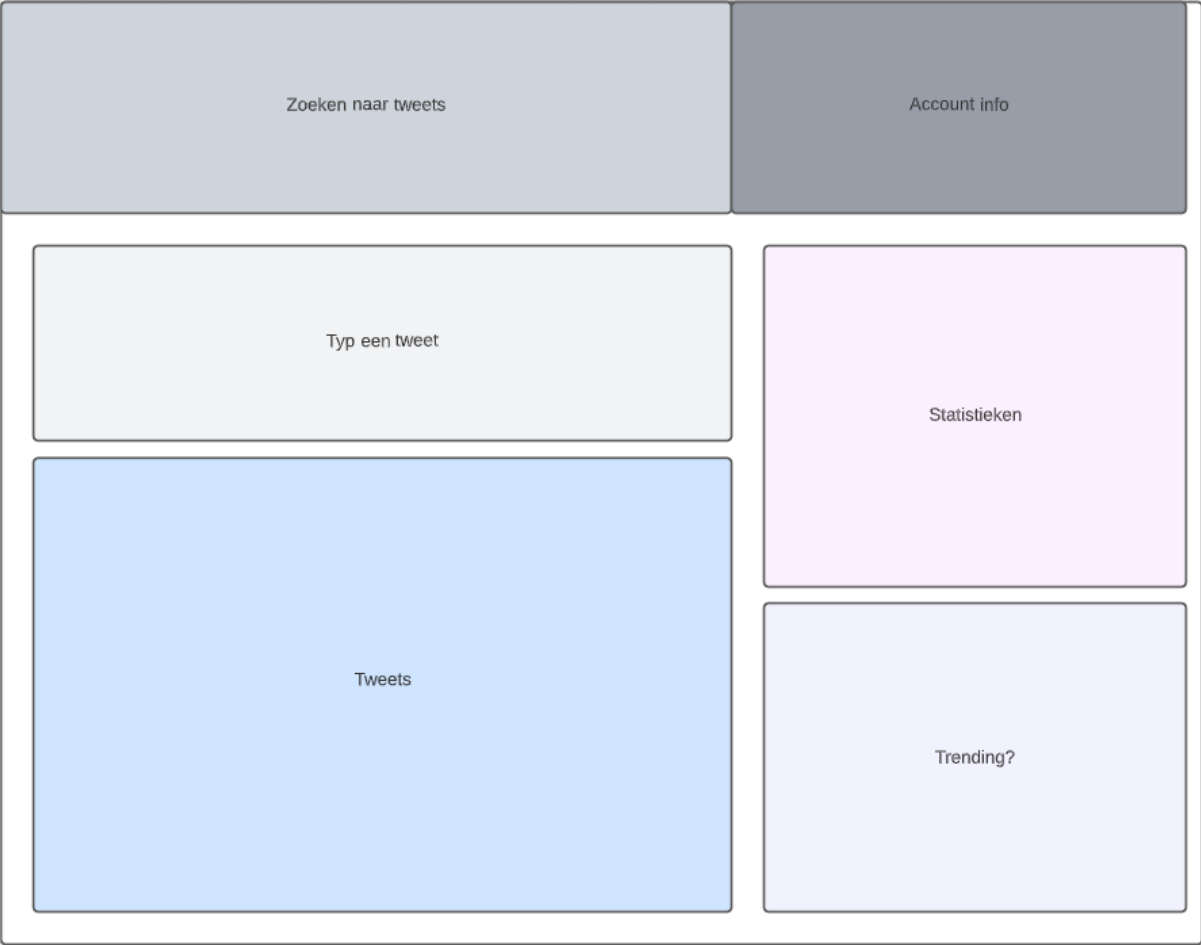 Zoeken naar tweets
Account info
Typ een tweet
Statistieken
Tweets
Trending?